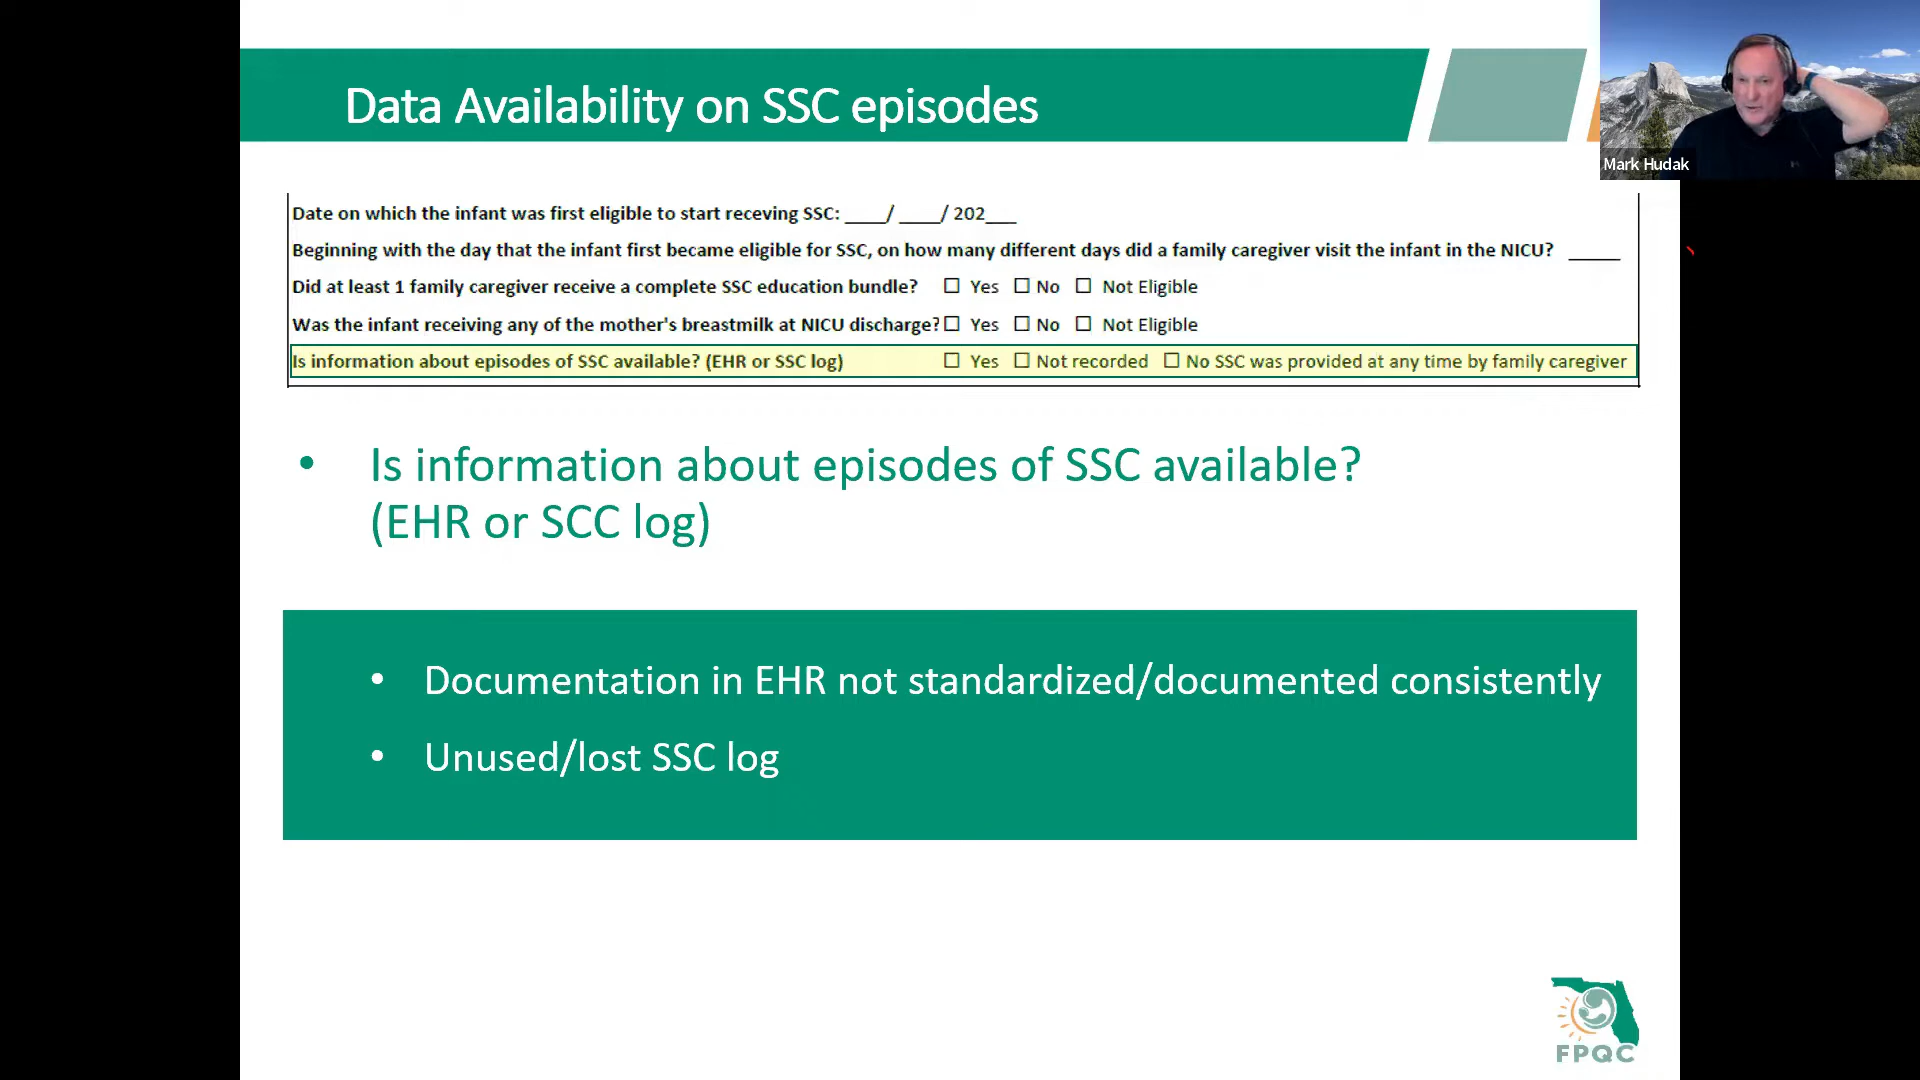 Data Availability on SSC episodes
Mark Hudak
Date on which the infant was first eligible to start receving SSC: ____/ ____/ 202___
Beginning with the day that the infant first became eligible for SSC, on how many different days did a family caregiver visit the infant in the NICU? _____
Did at least 1 family caregiver receive a complete SSC education bundle? ☐ Yes ☐ No ☐ Not Eligible
Was the infant receiving any of the mother's breastmilk at NICU discharge? ☐ Yes ☐ No ☐ Not Eligible
Is information about episodes of SSC available? (EHR or SSC log) ☐ Yes ☐ Not recorded ☐ No SSC was provided at any time by family caregiver
• Is information about episodes of SSC available?
(EHR or SCC log)
• Documentation in EHR not standardized/documented consistently
• Unused/lost SSC log
FPQC